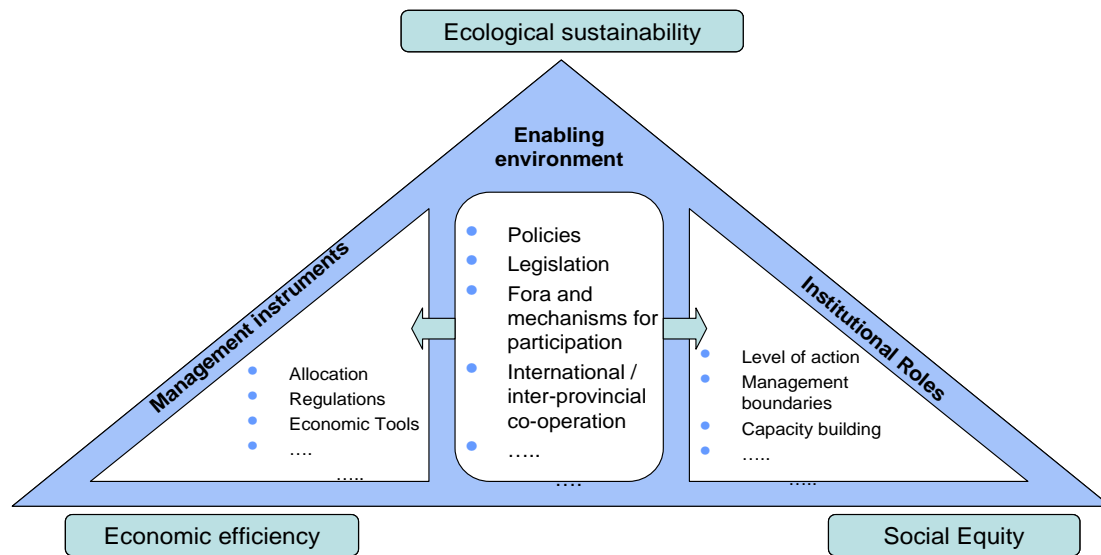 Ecological sustainability
Enabling
environment
Management instruments
• Allocation
• Regulations
• Economic Tools
• ….
…..
• Policies
• Legislation
• Fora and
mechanisms for
participation
• International /
inter-provincial
co-operation
• …..
….
Institutional Roles
• Level of action
• Management
boundaries
• Capacity building
• …..
…..
Economic efficiency
Social Equity